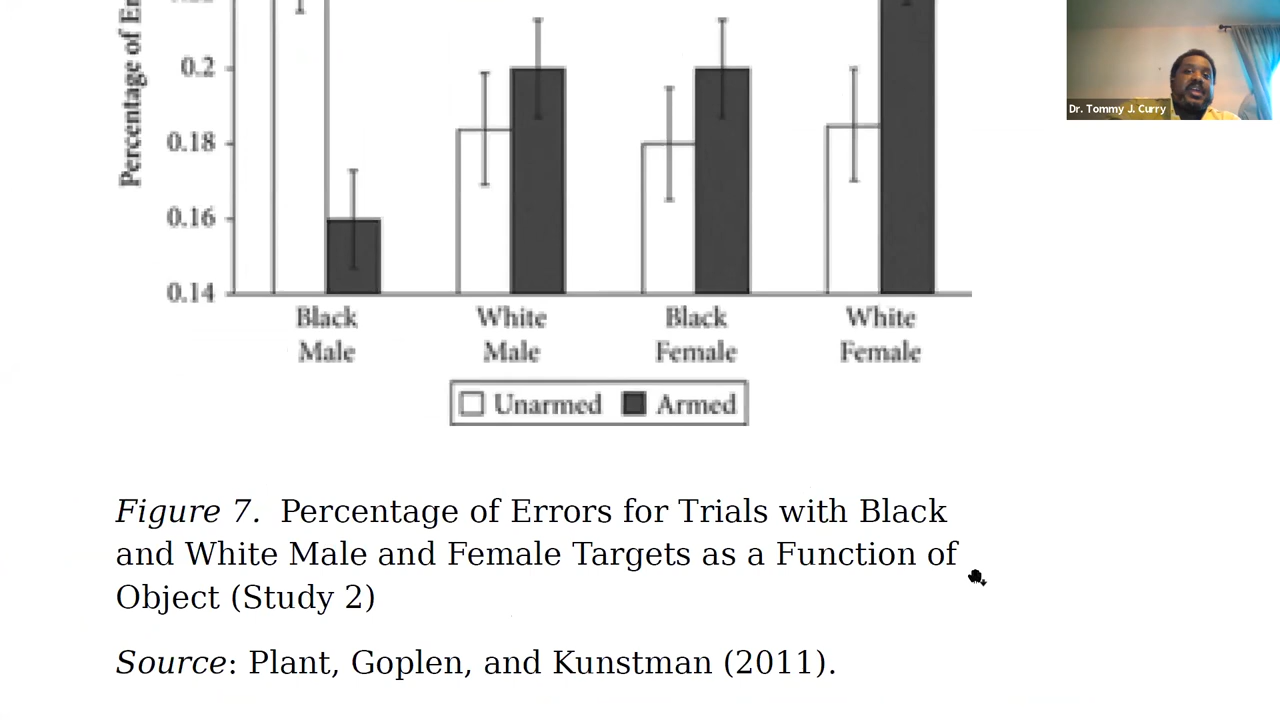 Percentage of Er
0.2
0.18
0.16
0.14
Black Male
White Male
Black Female
White Female
Unarmed Armed
Figure 7. Percentage of Errors for Trials with Black
and White Male and Female Targets as a Function of
Object (Study 2)
Source: Plant, Goplen, and Kunstman (2011).
Dr. Tommy J. Curry